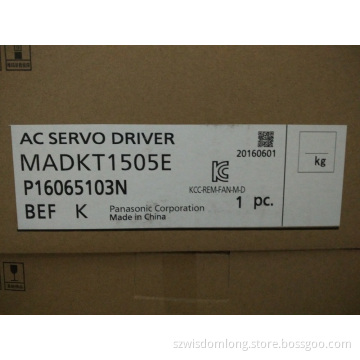 AC SERVO DRIVER
MADKT1505E
20160601
kg
P16065103N
KCC-REM-FAN-M-D
1 pc.
BEF K
Panasonic Corporation
Made in China
szwisdomlong.store.bossgoo.com